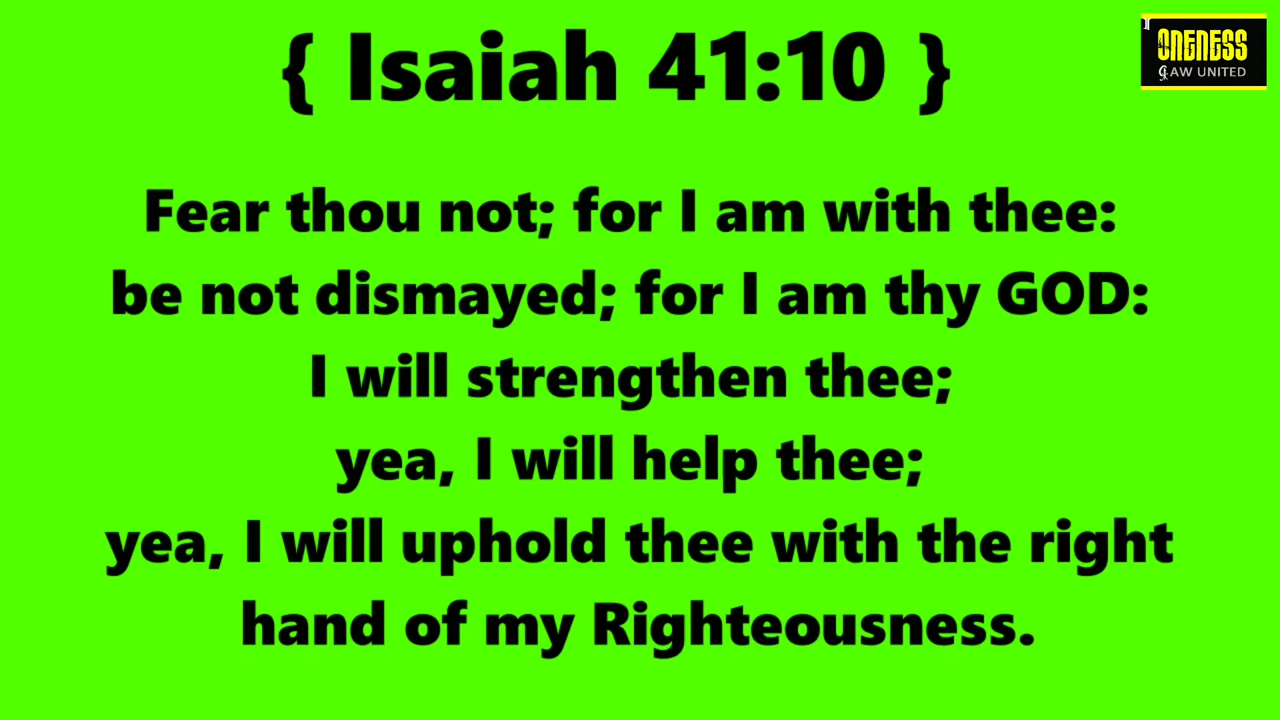 { Isaiah 41:10 }
ONENESS
AW UNITED
Fear thou not; for I am with thee:
be not dismayed; for I am thy GOD:
I will strengthen thee;
yea, I will help thee;
yea, I will uphold thee with the right
hand of my Righteousness.